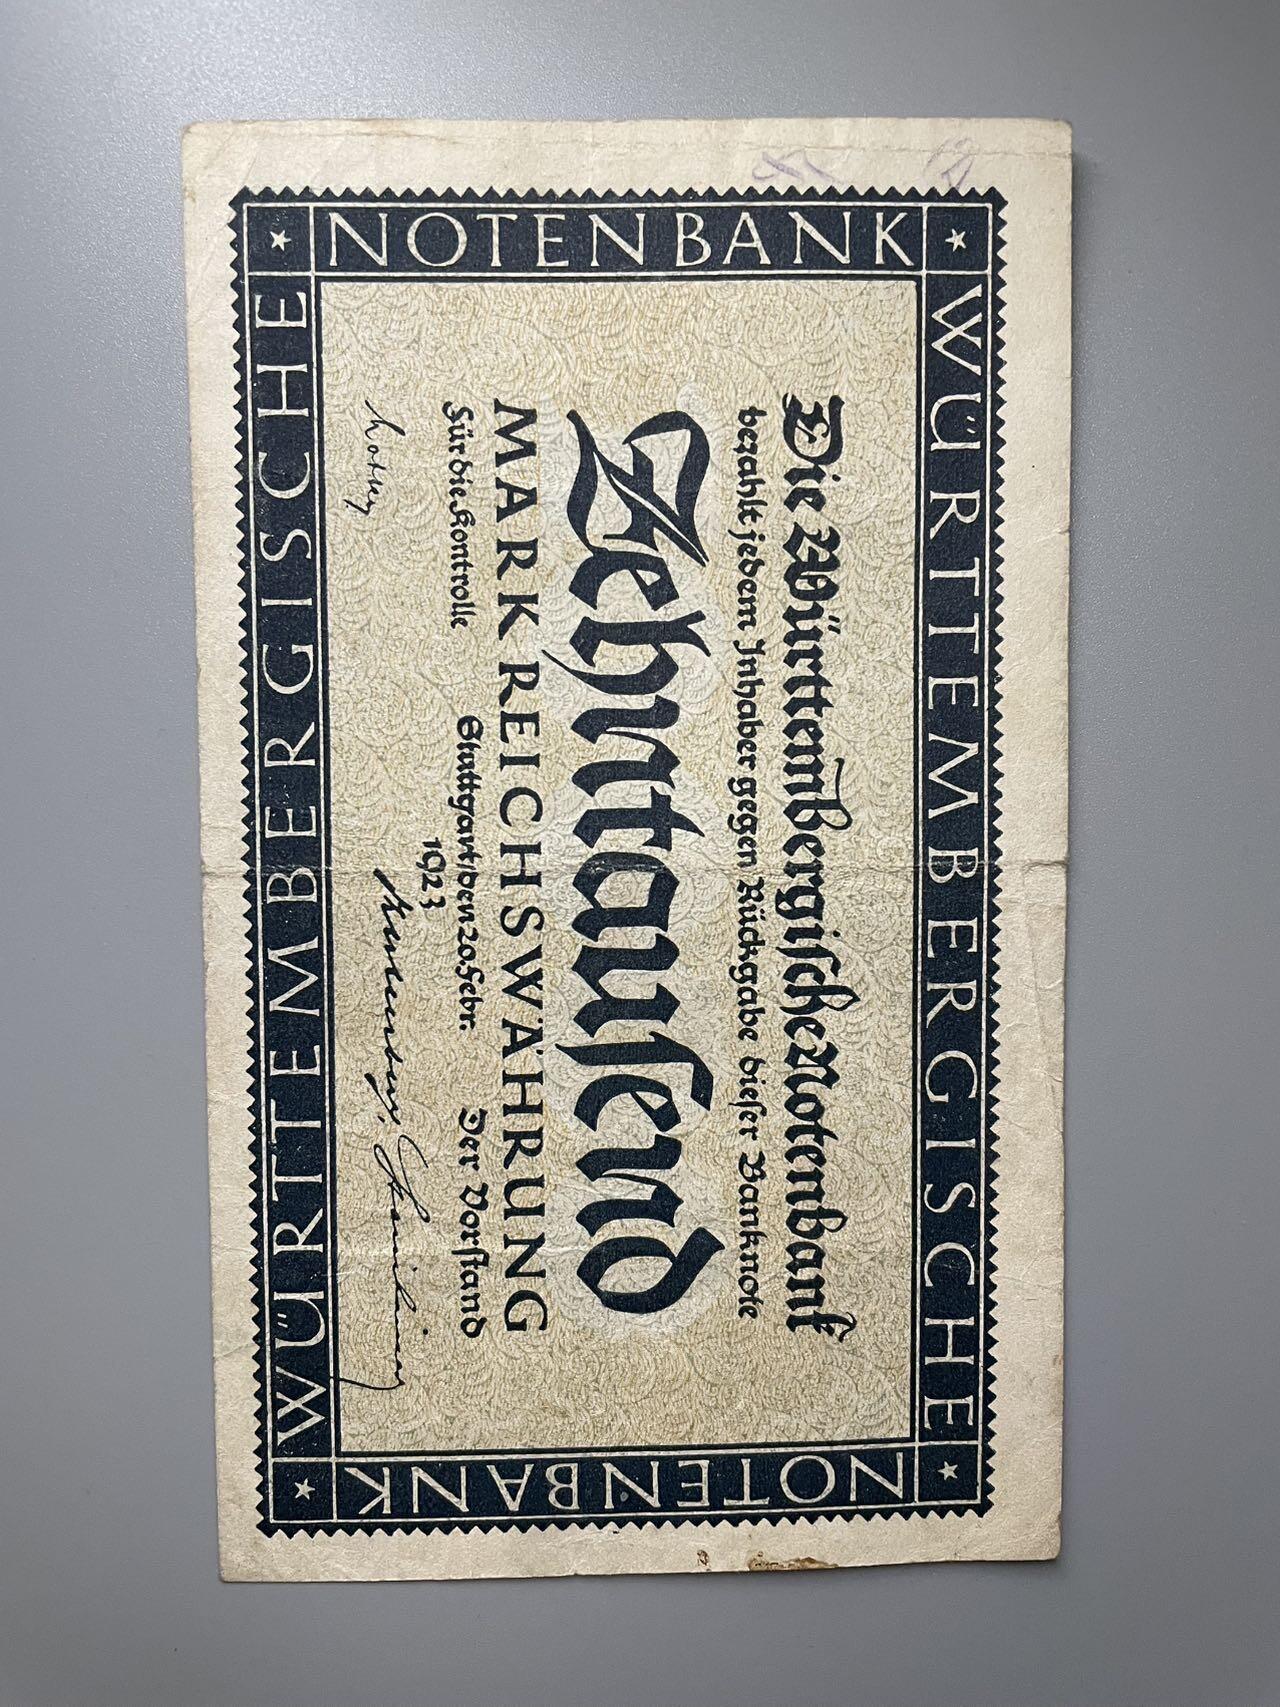 WÜRTTEMBERGISCHE
NOTENBANK
Die Württembergische Notenbank
bezahlt jedem Inhaber gegen Rückgabe dieser Banknote
Zehntausend
MARK REICHSWÄHRUNG
Für die Kontrolle
Stuttgart, den 20. Febr.
1923
Der Vorstand
NOTENBANK
WÜRTTEMBERGISCHE